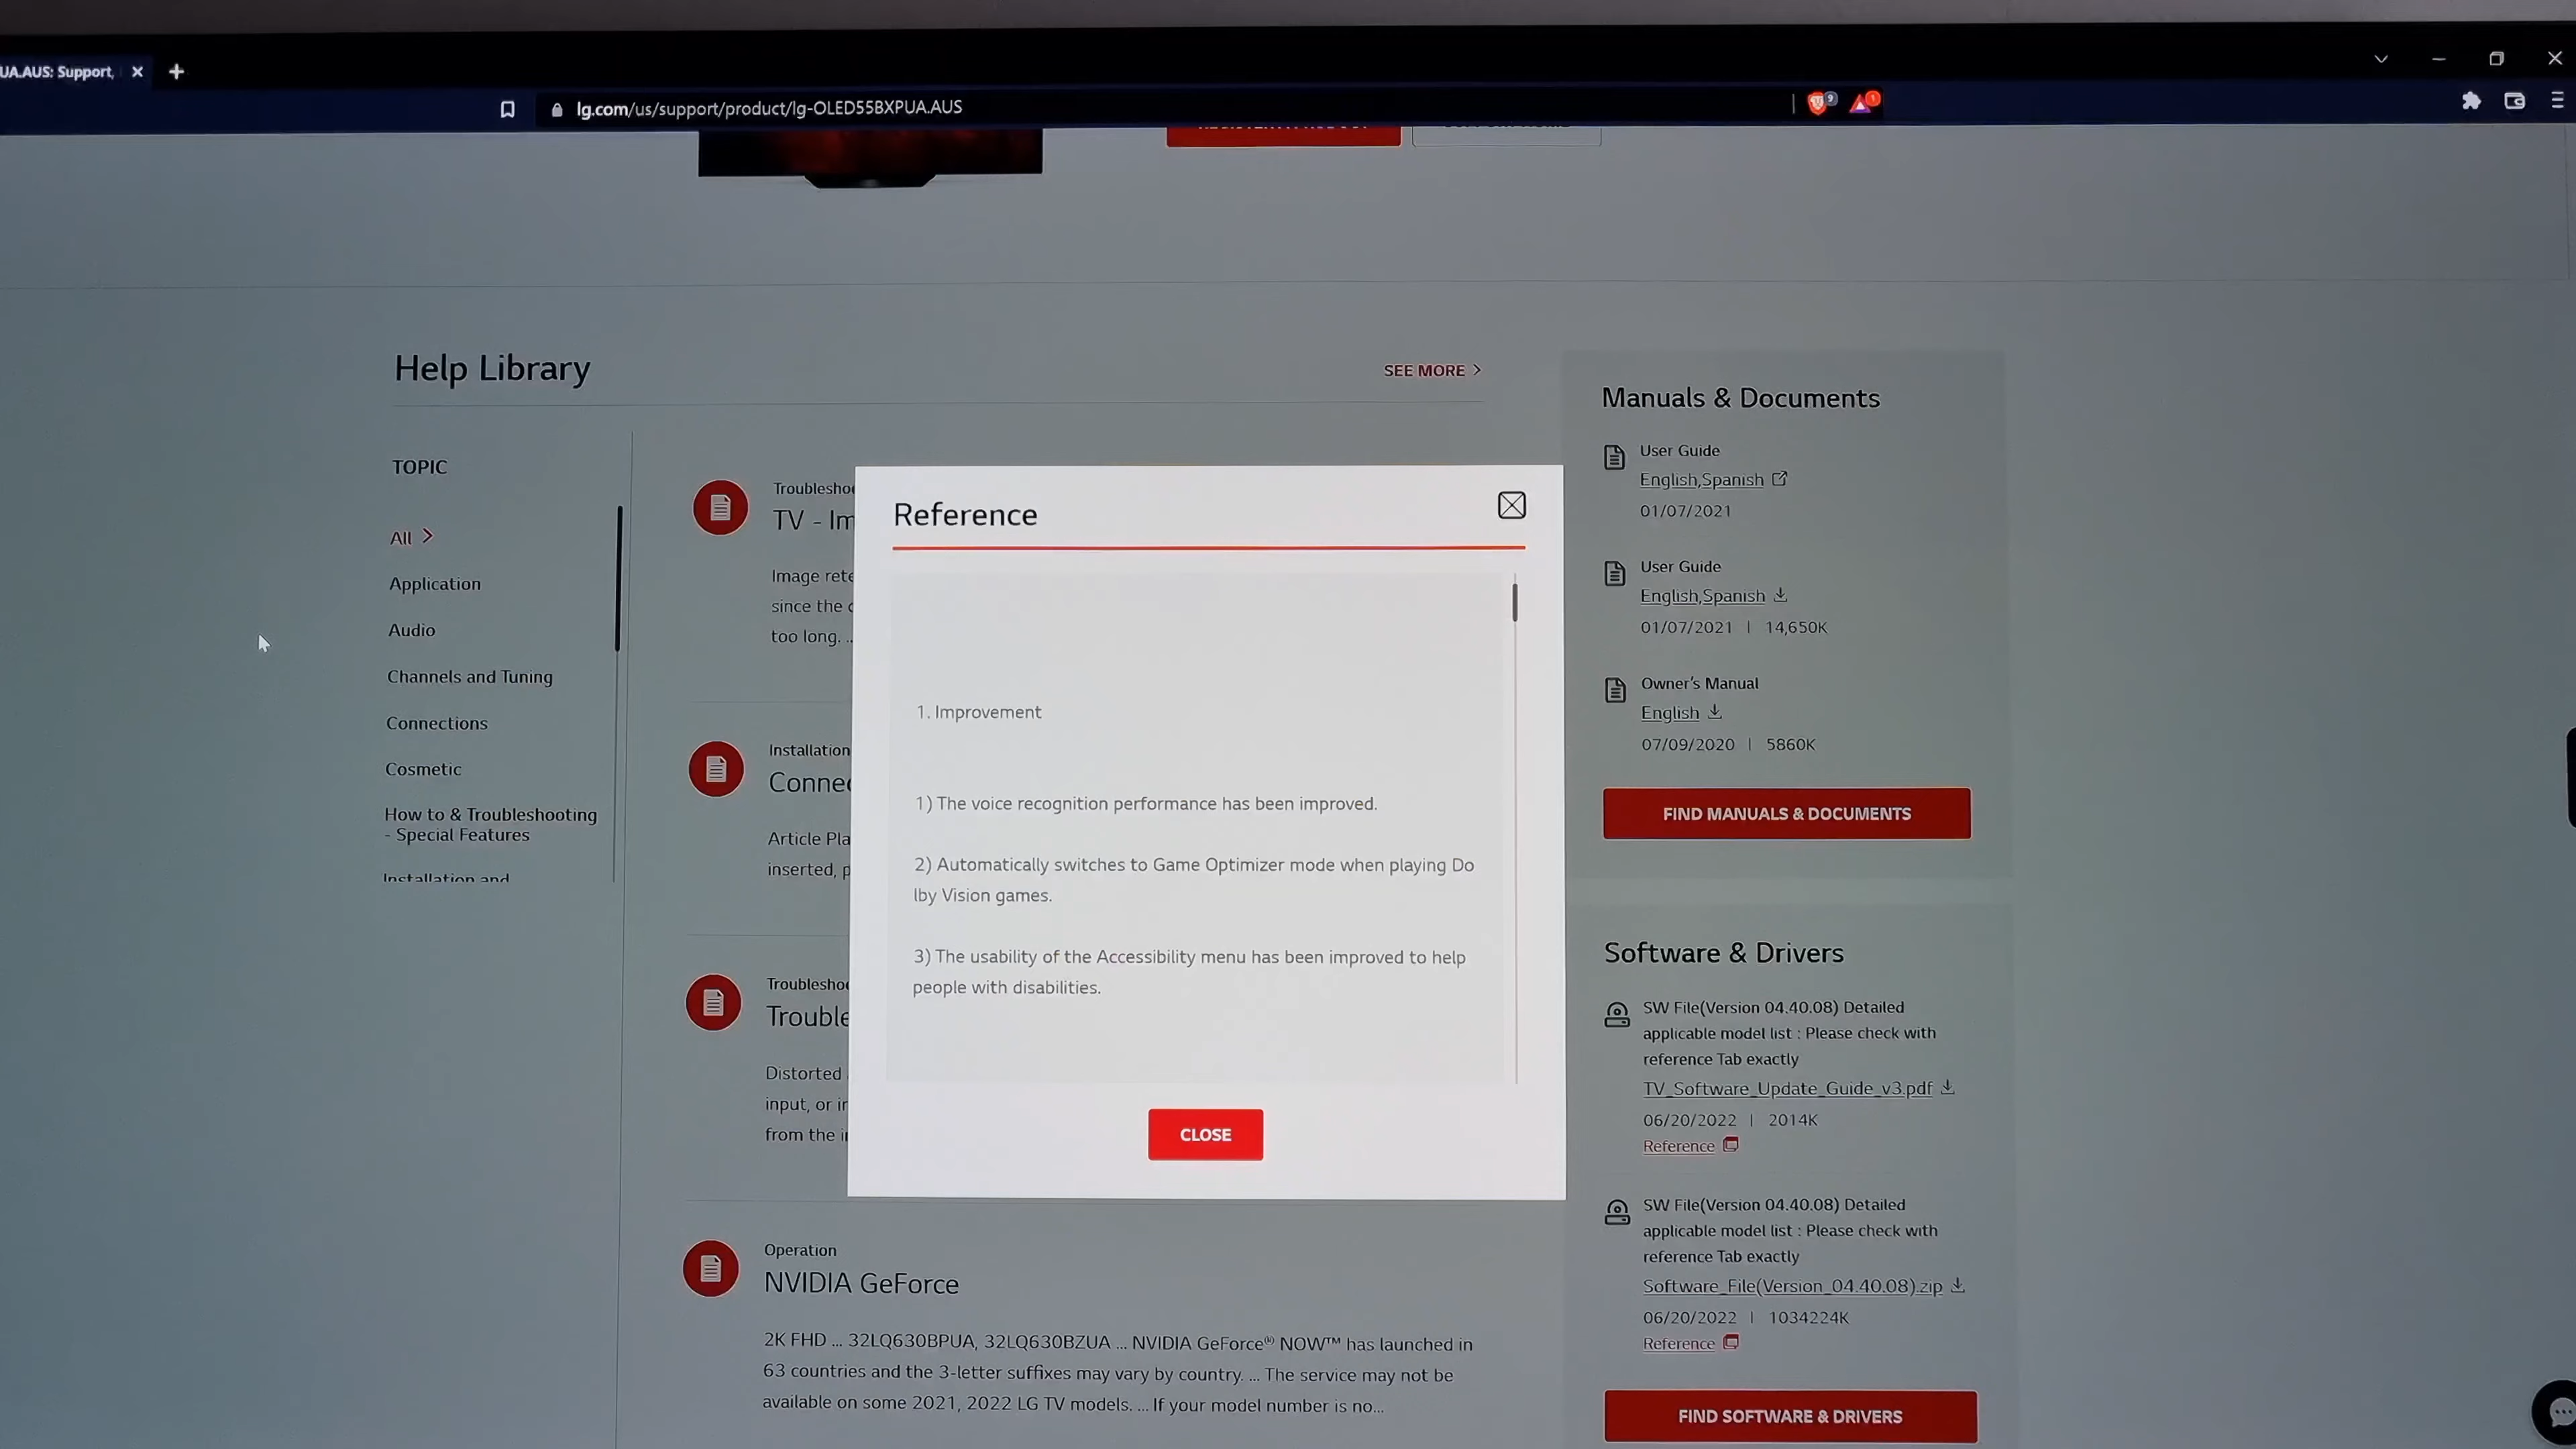 UA.AUS: Support,
lg.com/us/support/product/lg-OLED55BXPUA.AUS
9
1
Help Library
SEE MORE
TOPIC
All
Application
Audio
Channels and Tuning
Connections
Cosmetic
How to & Troubleshooting
- Special Features
Installation and
Troubleshoo
TV - Im
Image rete
since the c
too long. ..
Installation
Connec
Article Pla
inserted, p
Troubleshoo
Trouble
Distorted
input, or in
from the i
Operation
NVIDIA GeForce
2K FHD ... 32LQ630BPUA, 32LQ630BZUA ... NVIDIA GeForce® NOW™ has launched in
63 countries and the 3-letter suffixes may vary by country. ... The service may not be
available on some 2021, 2022 LG TV models. ... If your model number is no...
Reference
1. Improvement
1) The voice recognition performance has been improved.
2) Automatically switches to Game Optimizer mode when playing Do
lby Vision games.
3) The usability of the Accessibility menu has been improved to help
people with disabilities.
CLOSE
Manuals & Documents
User Guide
English,Spanish
01/07/2021
User Guide
English,Spanish
01/07/2021 | 14,650K
Owner's Manual
English
07/09/2020 | 5860K
FIND MANUALS & DOCUMENTS
Software & Drivers
SW File(Version 04.40.08) Detailed
applicable model list : Please check with
reference Tab exactly
TV_Software_Update_Guide_v3.pdf
06/20/2022 | 2014K
Reference
SW File(Version 04.40.08) Detailed
applicable model list : Please check with
reference Tab exactly
Software_File(Version_04.40.08).zip
06/20/2022 | 1034224K
Reference
FIND SOFTWARE & DRIVERS